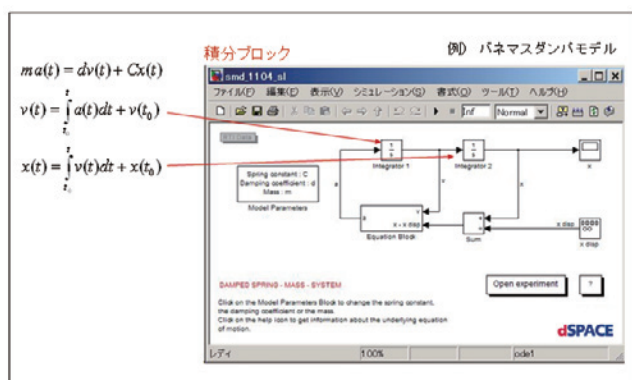 積分ブロック
例) バネマスダンパモデル
ma(t) = dv(t) + Cx(t)
v(t) = ∫a(t)dt + v(t₀)
x(t) = ∫v(t)dt + x(t₀)
smd_1104_sl
ファイル(F) 編集(E) 表示(V) シミュレーション(S) 書式(O) ツール(T) ヘルプ(H)
Inf Normal
1
s
Integrator 1
1
s
Integrator 2
x
Spring constant : C
Damping coefficient : d
Mass : m
Model Parameters
a
v
x
a
v
x - x disp
Equation Block
Sum
x disp
x disp
DAMPED SPRING - MASS - SYSTEM
Open experiment
?
Click on the Model Parameters Block to change the spring constant,
the damping coefficient or the mass.
Click on the help icon to get information about the underlying equation
of motion.
dSPACE
レディ 100% ode1